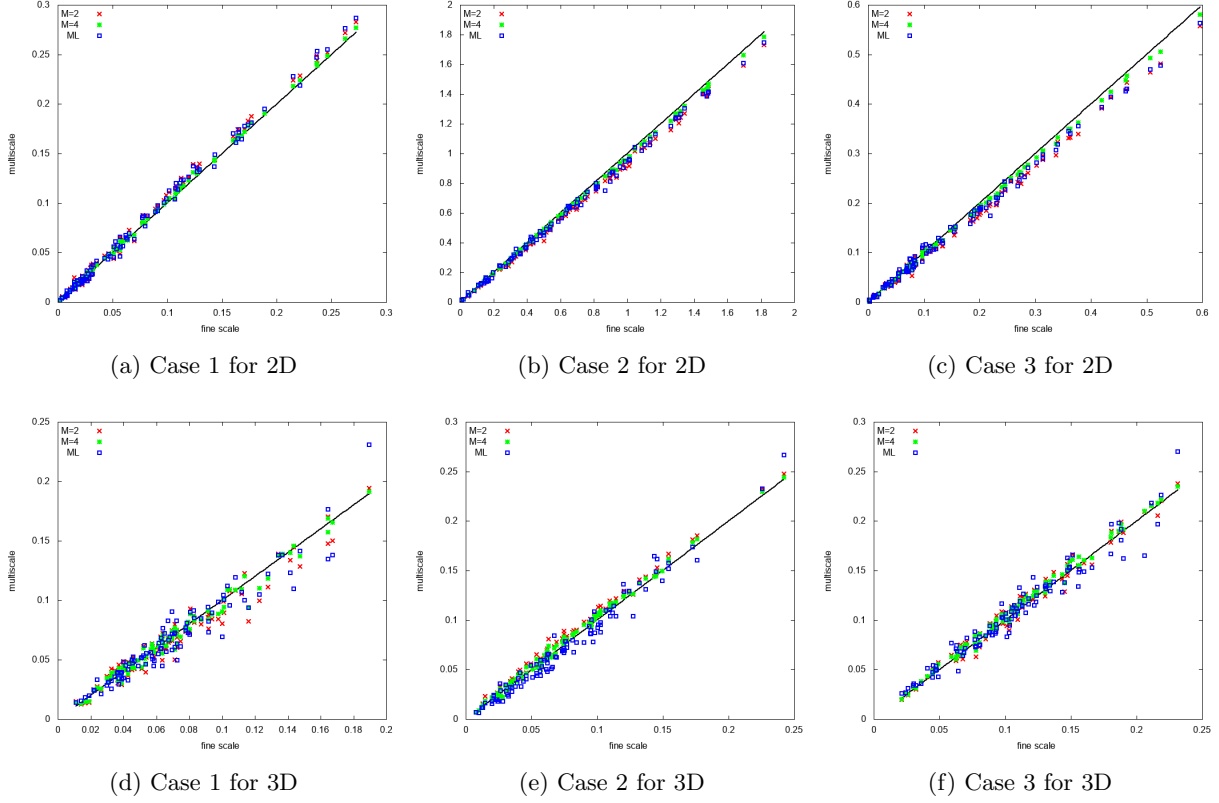 M=2
M=4
ML
0.3
0.25
0.2
0.15
0.1
0.05
0
multiscale
0 0.05 0.1 0.15 0.2 0.25 0.3
fine scale
(a) Case 1 for 2D
M=2
M=4
ML
2
1.8
1.6
1.4
1.2
1
0.8
0.6
0.4
0.2
0
multiscale
0 0.2 0.4 0.6 0.8 1 1.2 1.4 1.6 1.8 2
fine scale
(b) Case 2 for 2D
M=2
M=4
ML
0.6
0.5
0.4
0.3
0.2
0.1
0
multiscale
0 0.1 0.2 0.3 0.4 0.5 0.6
fine scale
(c) Case 3 for 2D
M=2
M=4
ML
0.25
0.2
0.15
0.1
0.05
0
multiscale
0 0.02 0.04 0.06 0.08 0.1 0.12 0.14 0.16 0.18 0.2
fine scale
(d) Case 1 for 3D
M=2
M=4
ML
0.3
0.25
0.2
0.15
0.1
0.05
0
multiscale
0 0.05 0.1 0.15 0.2 0.25
fine scale
(e) Case 2 for 3D
M=2
M=4
ML
0.3
0.25
0.2
0.15
0.1
0.05
0
multiscale
0 0.05 0.1 0.15 0.2 0.25
fine scale
(f) Case 3 for 3D